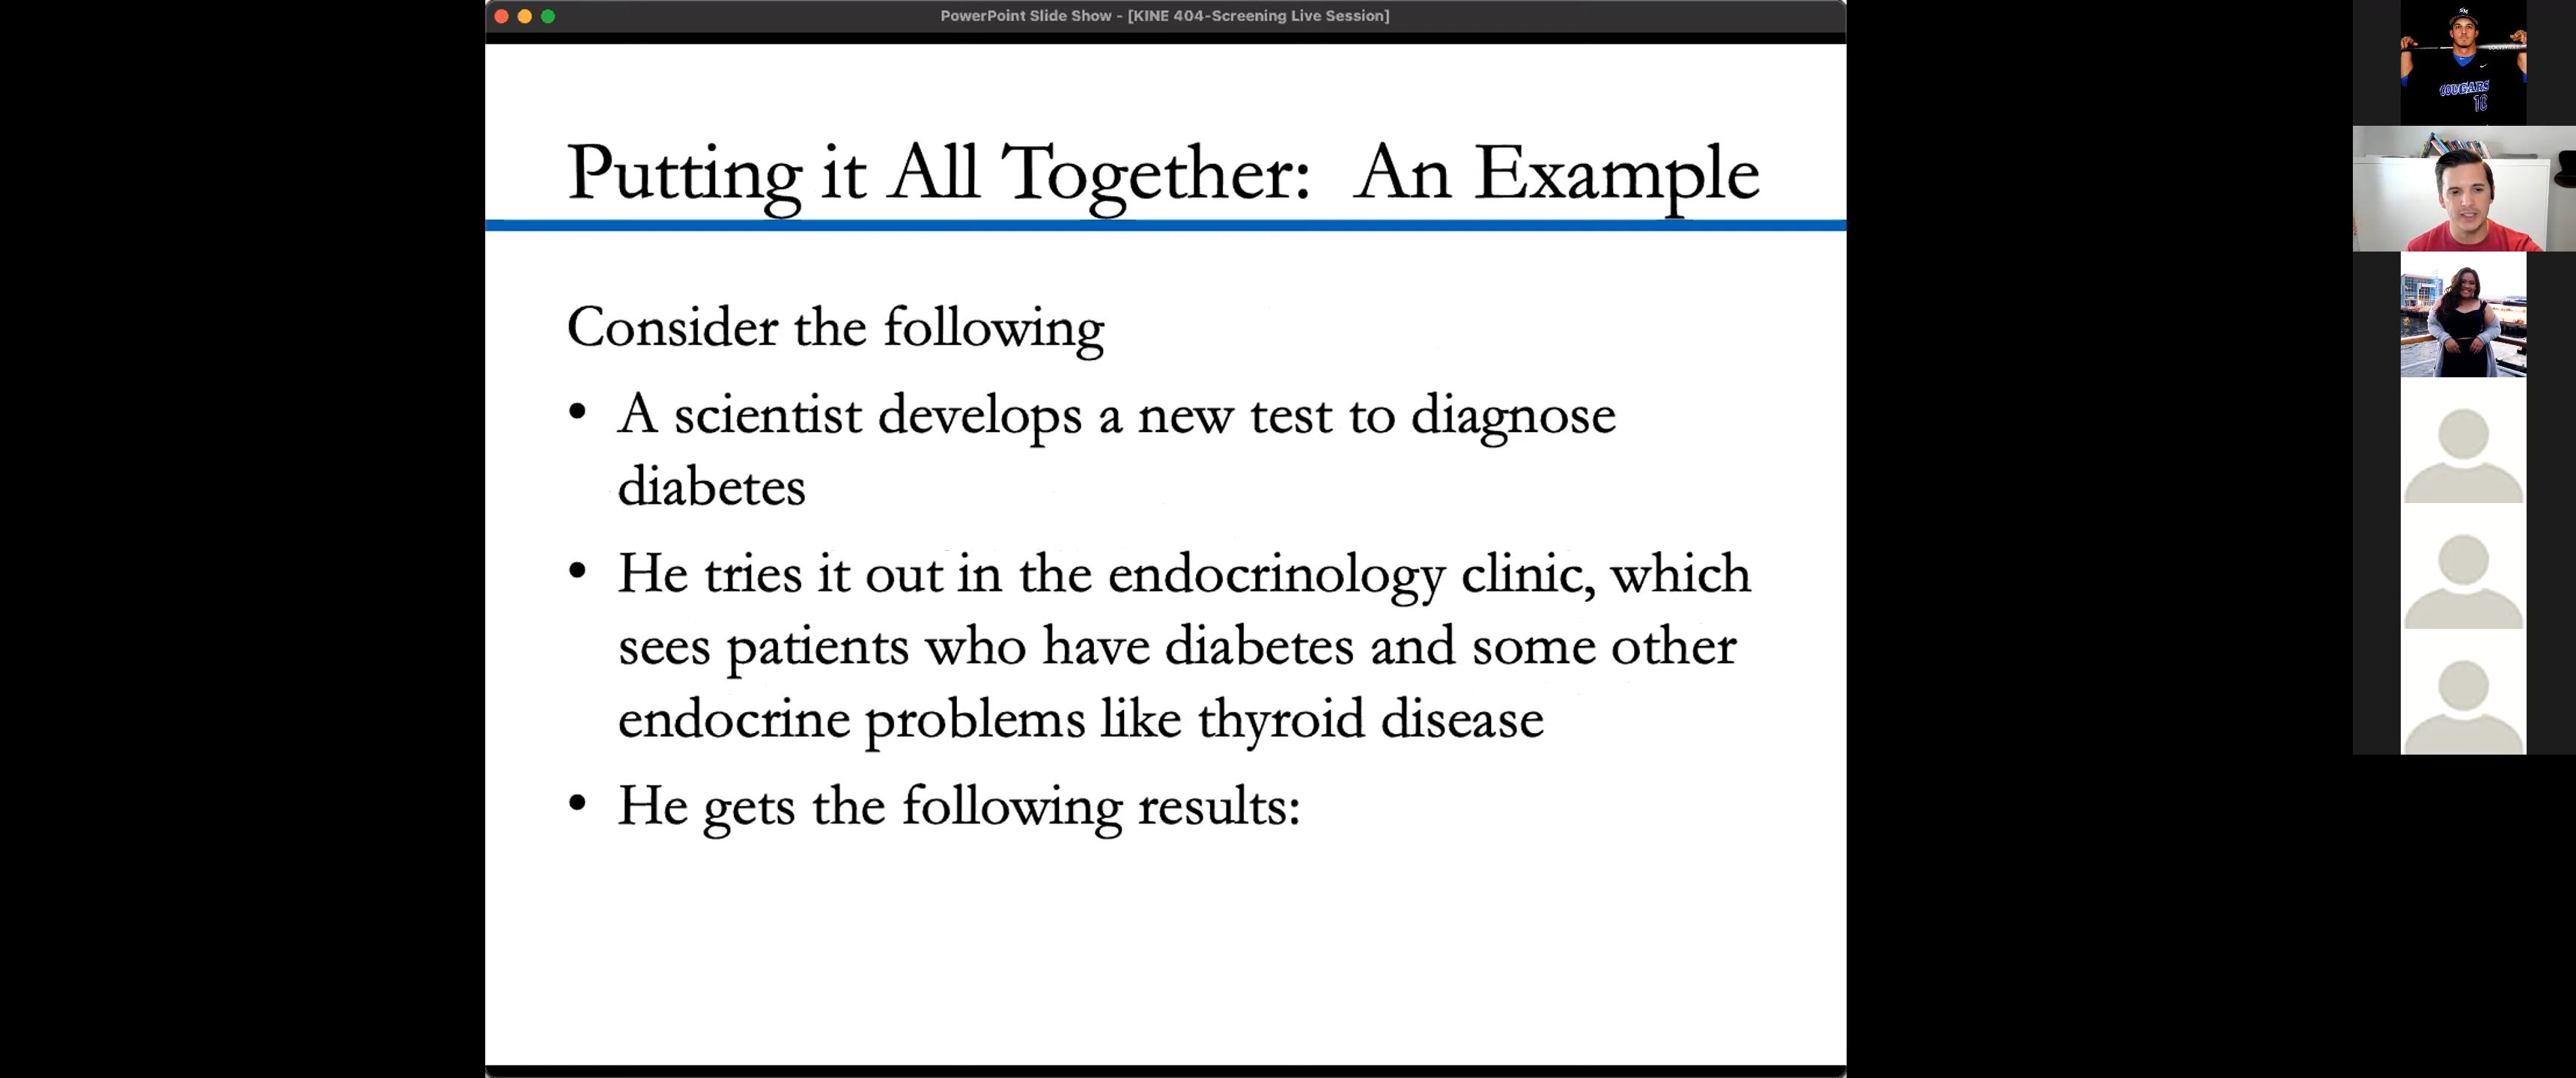 PowerPoint Slide Show - [KINE 404-Screening Live Session]
Putting it All Together:  An Example
Consider the following
• A scientist develops a new test to diagnose
diabetes
• He tries it out in the endocrinology clinic, which
sees patients who have diabetes and some other
endocrine problems like thyroid disease
• He gets the following results:
COUGARS